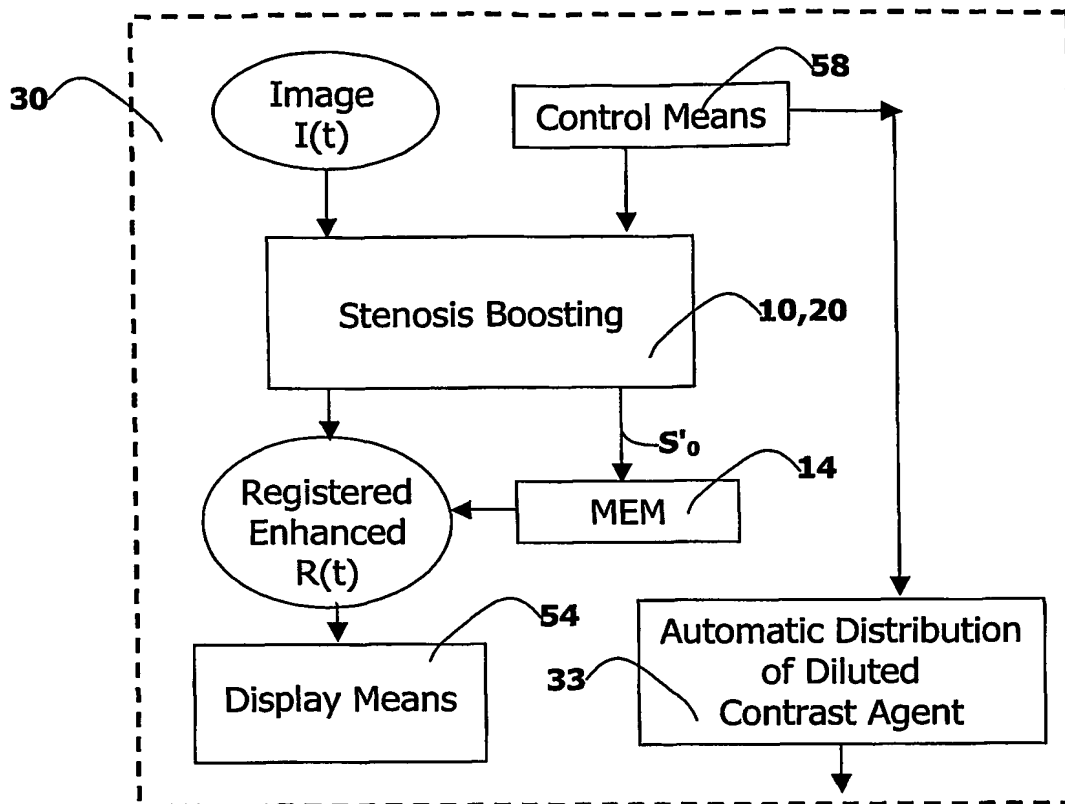 30
Image
I(t)
58
Control Means
Stenosis Boosting
10,20
S'0
14
MEM
Registered
Enhanced
R(t)
54
Display Means
Automatic Distribution
of Diluted
Contrast Agent
33